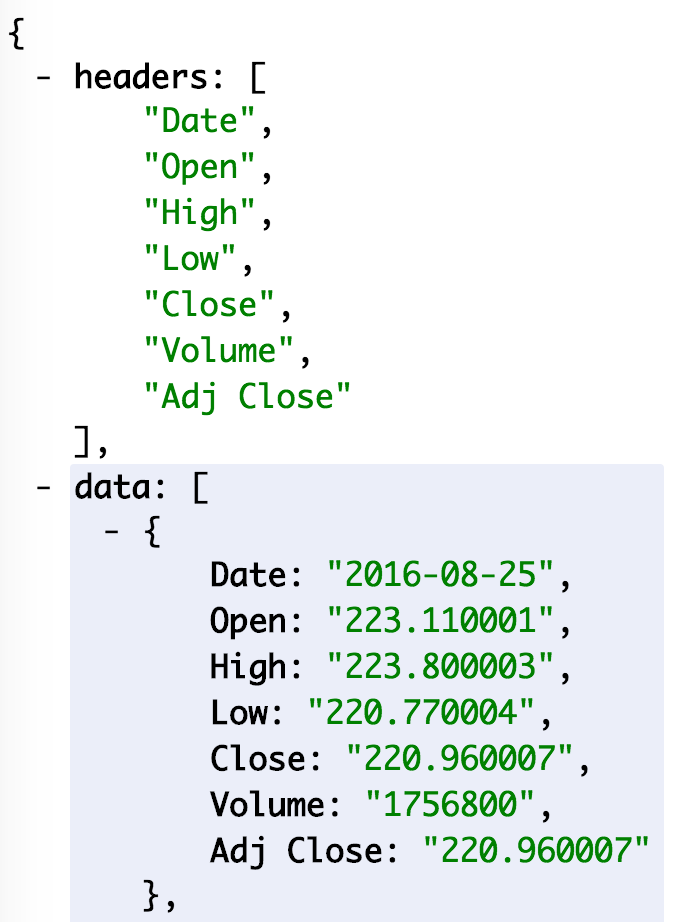 {
- headers: [
"Date",
"Open",
"High",
"Low",
"Close",
"Volume",
"Adj Close"
],
- data: [
- {
Date: "2016-08-25",
Open: "223.110001",
High: "223.800003",
Low: "220.770004",
Close: "220.960007",
Volume: "1756800",
Adj Close: "220.960007"
},